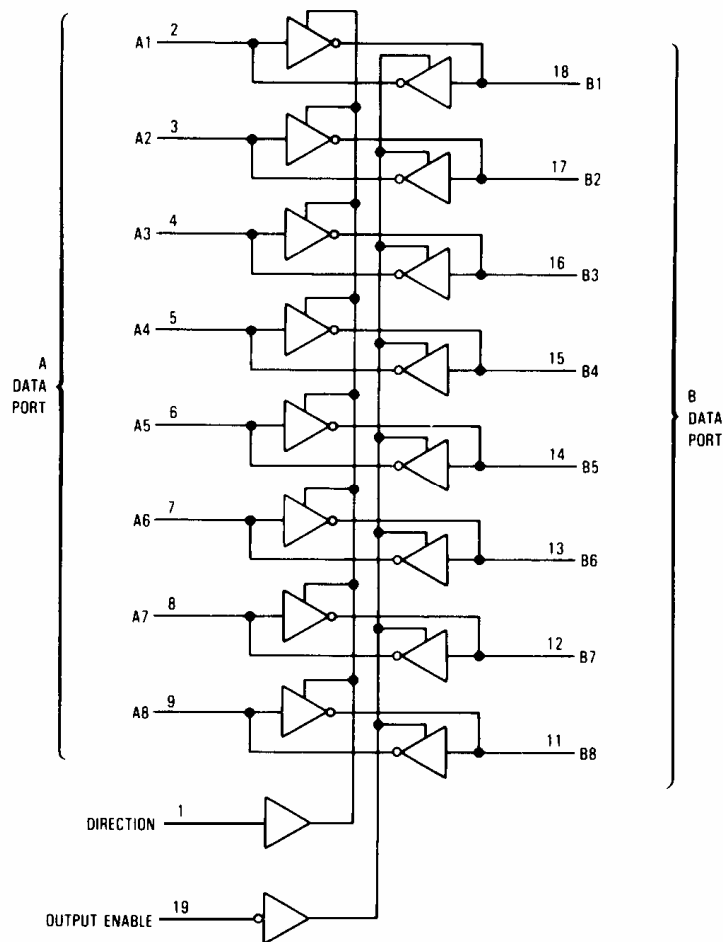 A1 2
18 B1
A2 3
17 B2
A3 4
16 B3
A4 5
15 B4
A
DATA
PORT
B
DATA
PORT
A5 6
14 B5
A6 7
13 B6
A7 8
12 B7
A8 9
11 B8
DIRECTION 1
OUTPUT ENABLE 19